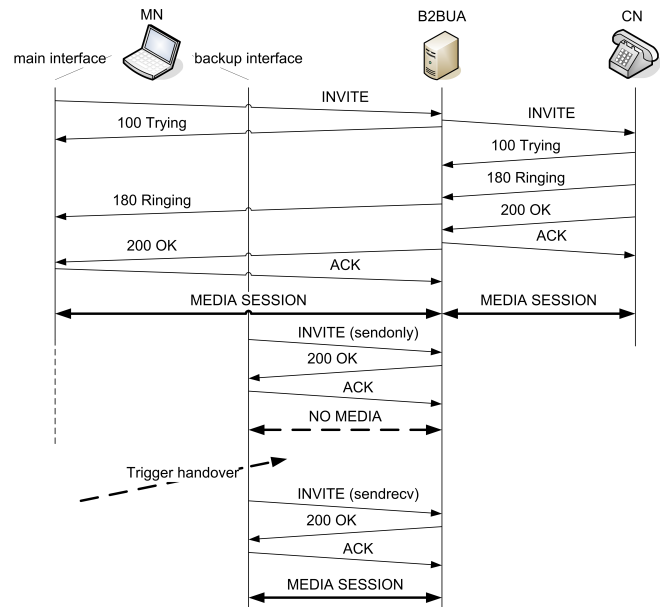 MN
B2BUA
CN
main interface
backup interface
INVITE
INVITE
100 Trying
100 Trying
180 Ringing
180 Ringing
200 OK
200 OK
ACK
ACK
MEDIA SESSION
MEDIA SESSION
INVITE (sendonly)
200 OK
ACK
NO MEDIA
Trigger handover
INVITE (sendrecv)
200 OK
ACK
MEDIA SESSION